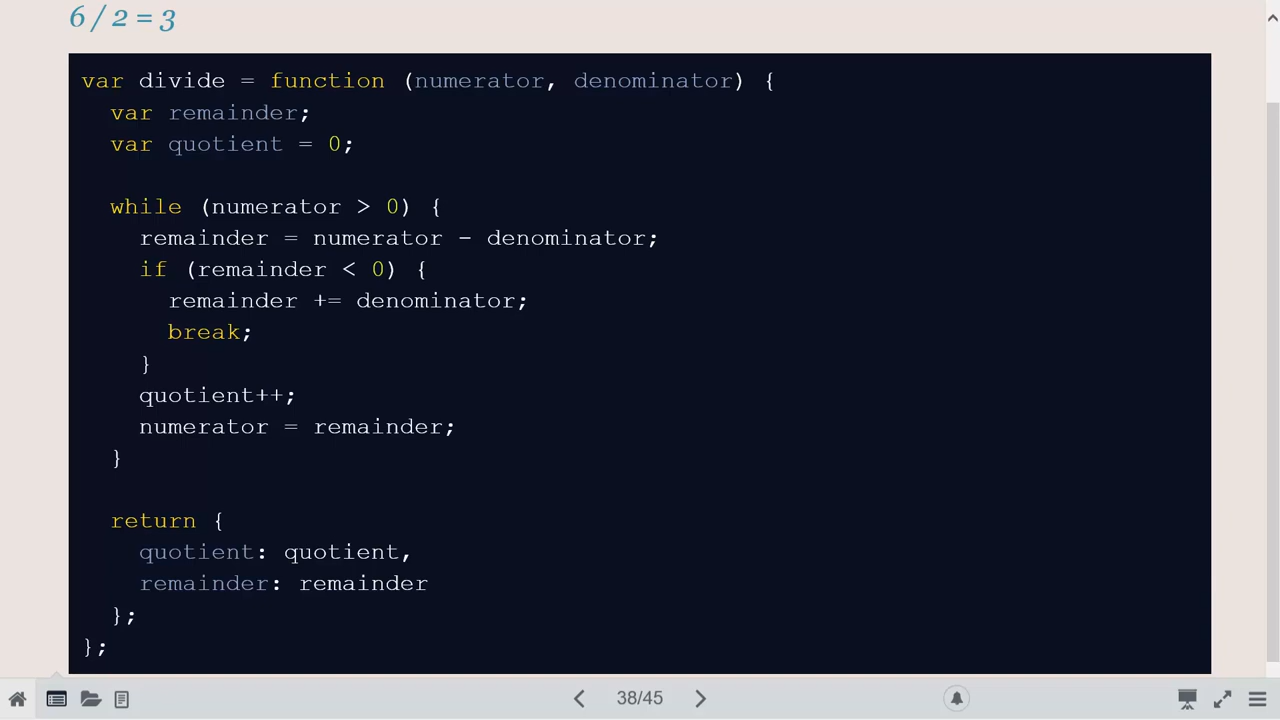 6 / 2 = 3
var divide = function (numerator, denominator) {
  var remainder;
  var quotient = 0;

  while (numerator > 0) {
    remainder = numerator - denominator;
    if (remainder < 0) {
      remainder += denominator;
      break;
    }
    quotient++;
    numerator = remainder;
  }

  return {
    quotient: quotient,
    remainder: remainder
  };
};
38/45